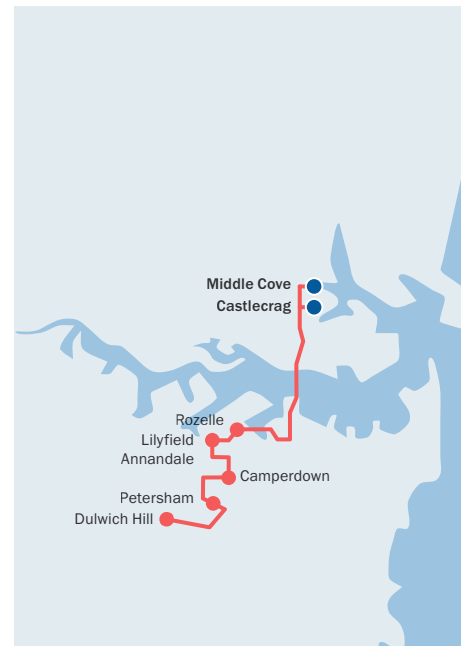 Middle Cove
Castlecrag
Rozelle
Lilyfield
Annandale
Camperdown
Petersham
Dulwich Hill